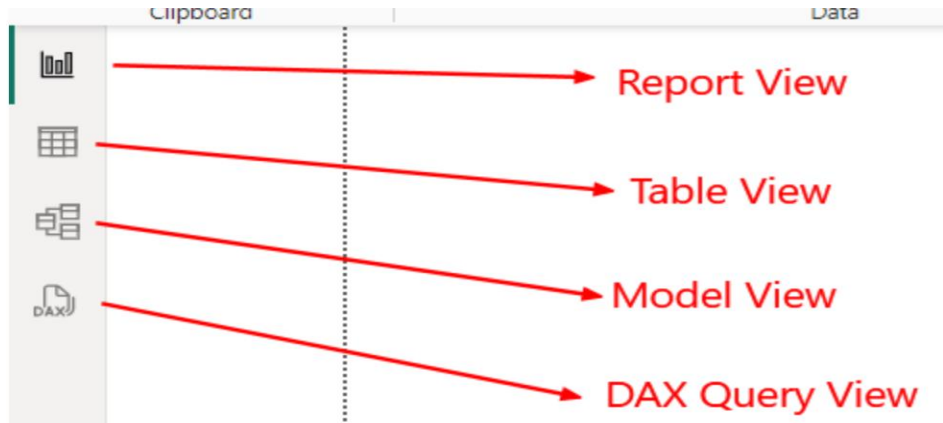 Clipboard Data
Report View
Table View
Model View
DAX
DAX Query View